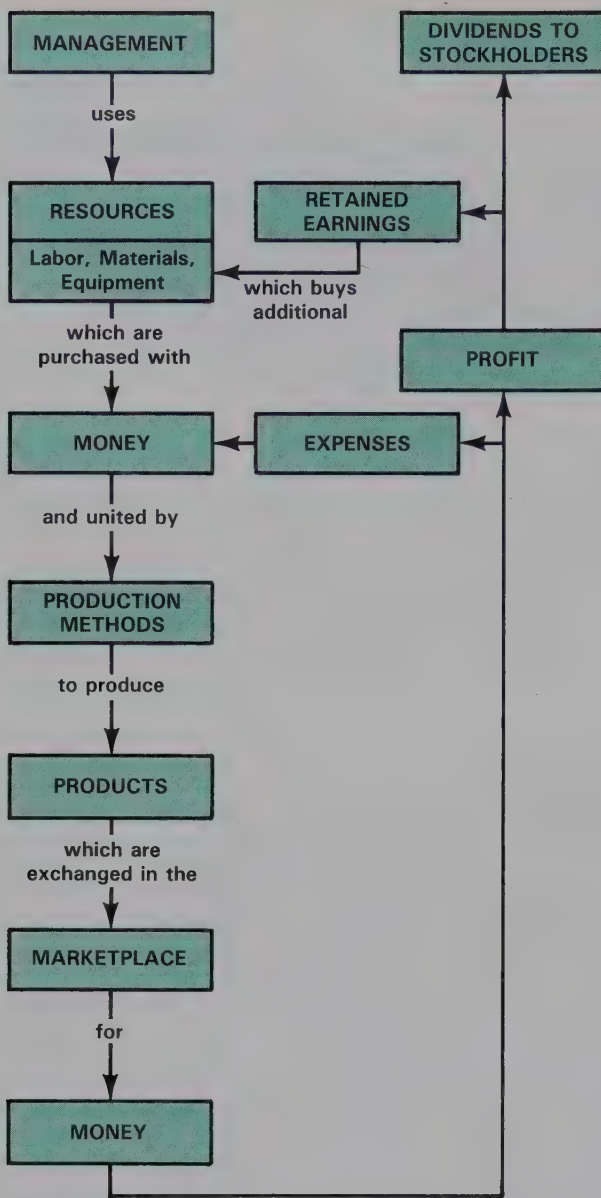 MANAGEMENT
uses
RESOURCES
Labor, Materials,
Equipment
which are
purchased with
MONEY
and united by
PRODUCTION
METHODS
to produce
PRODUCTS
which are
exchanged in the
MARKETPLACE
for
MONEY
DIVIDENDS TO
STOCKHOLDERS
RETAINED
EARNINGS
which buys
additional
PROFIT
EXPENSES